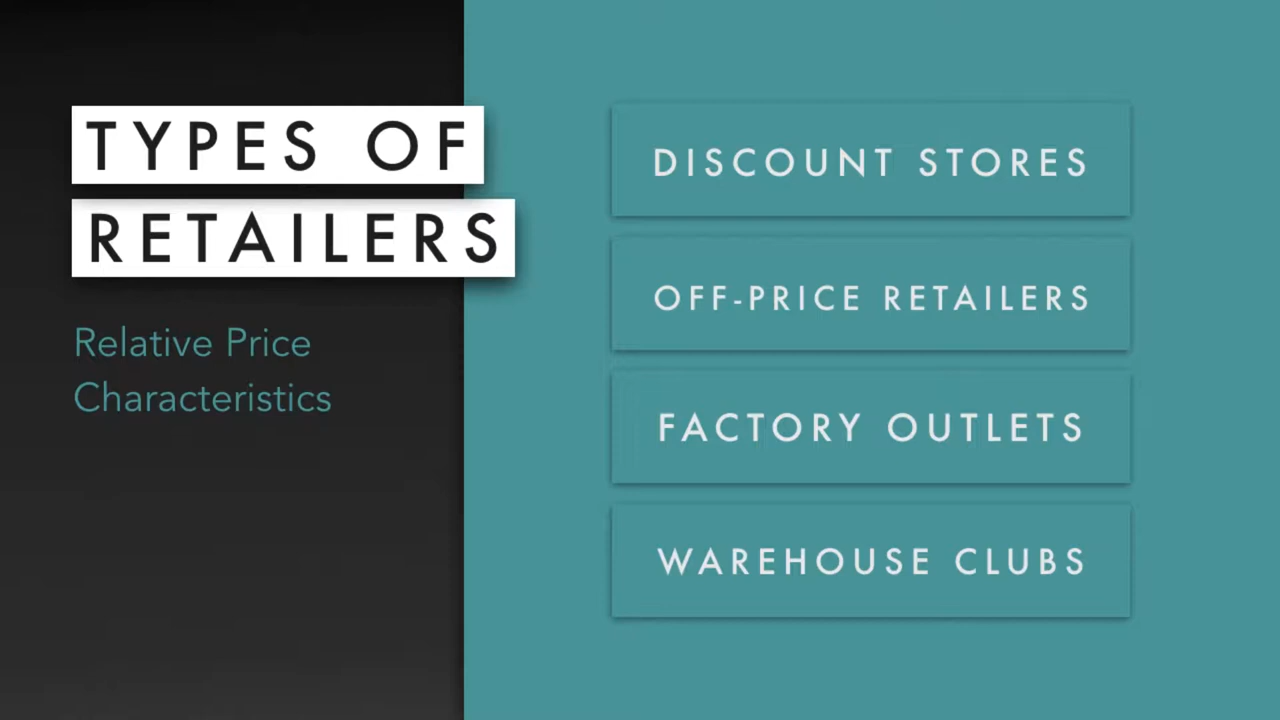 TYPES OF
RETAILERS
Relative Price
Characteristics
DISCOUNT STORES
OFF-PRICE RETAILERS
FACTORY OUTLETS
WAREHOUSE CLUBS